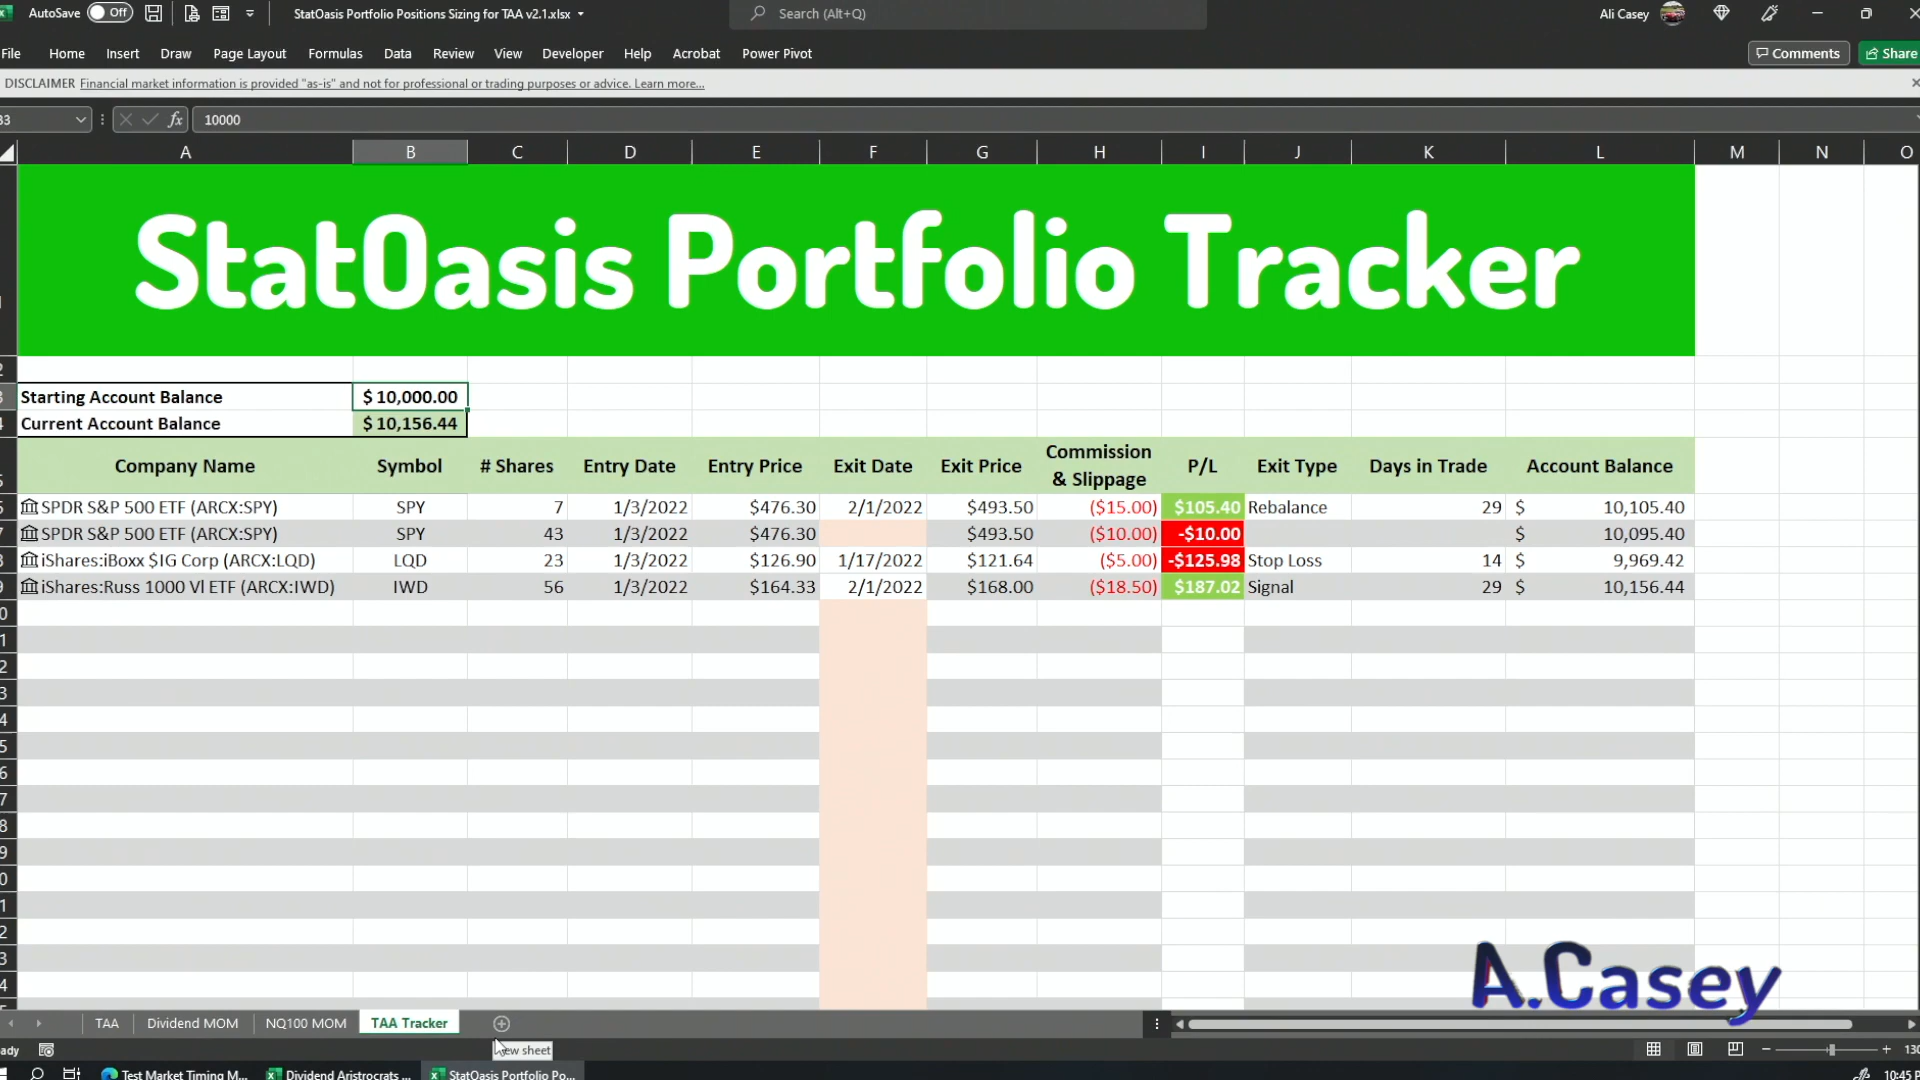 AutoSave Off StatOasis Portfolio Positions Sizing for TAA v2.1.xlsx Search (Alt+Q) Ali Casey
File Home Insert Draw Page Layout Formulas Data Review View Developer Help Acrobat Power Pivot Comments Share
DISCLAIMER Financial market information is provided "as-is" and not for professional or trading purposes or advice. Learn more...
fx 10000
A B C D E F G H I J K L M N O
StatOasis Portfolio Tracker
Starting Account Balance $ 10,000.00
Current Account Balance $ 10,156.44
Company Name Symbol # Shares Entry Date Entry Price Exit Date Exit Price Commission & Slippage P/L Exit Type Days in Trade Account Balance
SPDR S&P 500 ETF (ARCX:SPY) SPY 7 1/3/2022 $476.30 2/1/2022 $493.50 ($15.00) $105.40 Rebalance 29 $ 10,105.40
SPDR S&P 500 ETF (ARCX:SPY) SPY 43 1/3/2022 $476.30 $493.50 ($10.00) -$10.00 $ 10,095.40
iShares:iBoxx $IG Corp (ARCX:LQD) LQD 23 1/3/2022 $126.90 1/17/2022 $121.64 ($5.00) -$125.98 Stop Loss 14 $ 9,969.42
iShares:Russ 1000 Vl ETF (ARCX:IWD) IWD 56 1/3/2022 $164.33 2/1/2022 $168.00 ($18.50) $187.02 Signal 29 $ 10,156.44
A.Casey
TAA Dividend MOM NQ100 MOM TAA Tracker
sheet
Test Market Timing M... Dividend Aristocrats ... StatOasis Portfolio Po... 10:45